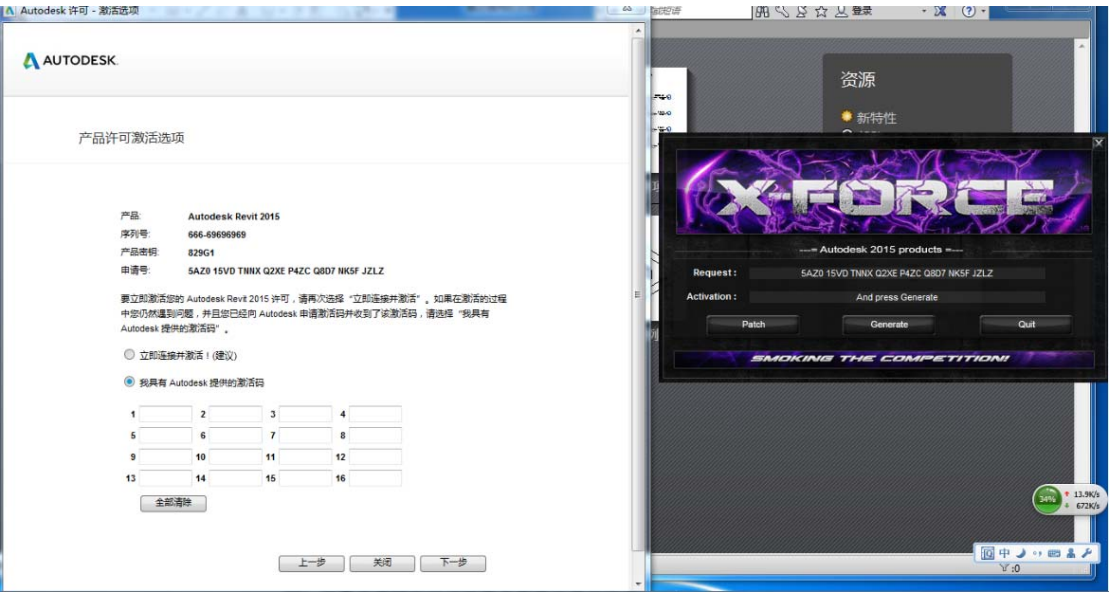 Autodesk 许可 - 激活选项
登录
AUTODESK.
资源
新特性
产品许可激活选项
X-FORCE
产品: Autodesk Revit 2015
序列号: 666-69696969
产品密钥: 829G1
申请号: 5AZ0 15VD TNNX Q2XE P4ZC Q8D7 NK5F JZLZ
---= Autodesk 2015 products =---
Request : 5AZ0 15VD TNNX Q2XE P4ZC Q8D7 NK5F JZLZ
Activation : And press Generate
Patch Generate Quit
SMOKING THE COMPETITION!
要立即激活您的 Autodesk Revit 2015 许可，请再次选择“立即连接并激活”。如果在激活的过程
中您仍然遇到问题，并且您已经向 Autodesk 申请激活码并收到了该激活码，请选择“我具有
Autodesk 提供的激活码”。
立即连接并激活！(建议)
我具有 Autodesk 提供的激活码
1 2 3 4
5 6 7 8
9 10 11 12
13 14 15 16
全部清除
34% 13.9K/s
672K/s
上一步 关闭 下一步
中
:0